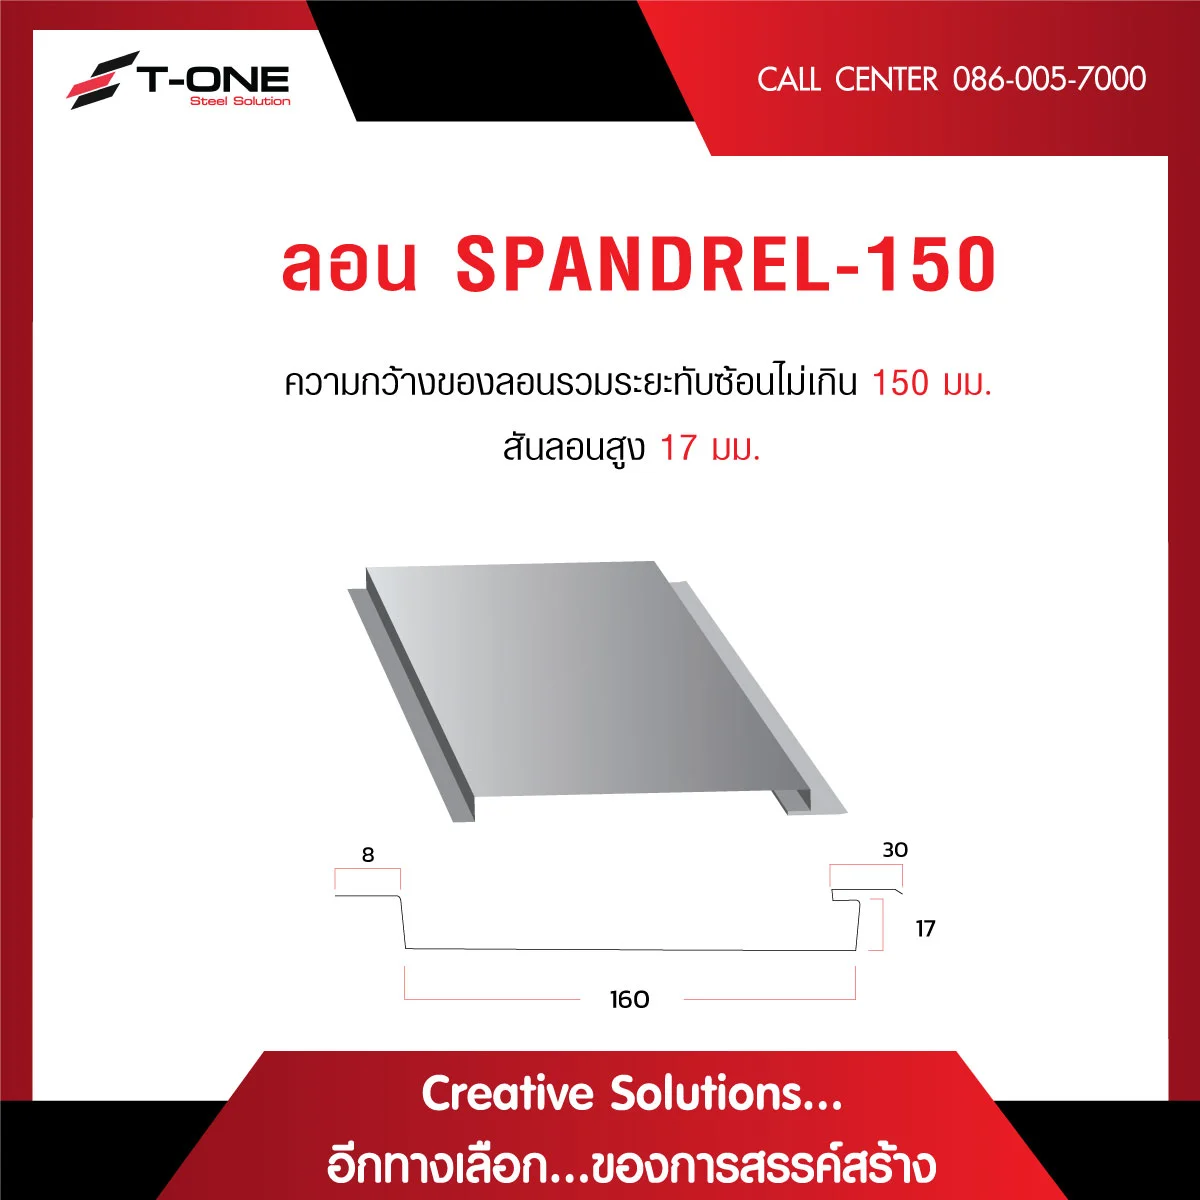 T-ONE
Steel Solution
CALL CENTER 086-005-7000
ลอน SPANDREL-150
ความกว้างของลอนรวมระยะทับซ้อนไม่เกิน 150 มม.
สันลอนสูง 17 มม.
8
30
17
160
Creative Solutions...
อีกทางเลือก...ของการสรรค์สร้าง